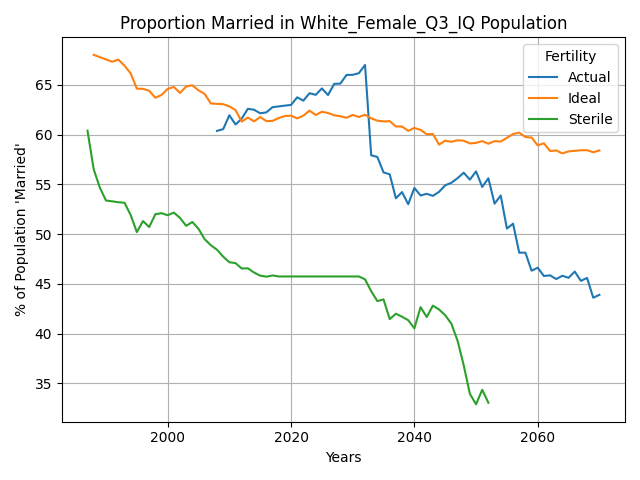 Proportion Married in White_Female_Q3_IQ Population
Fertility
Actual
Ideal
Sterile
% of Population 'Married'
65
60
55
50
45
40
35
2000
2020
2040
2060
Years